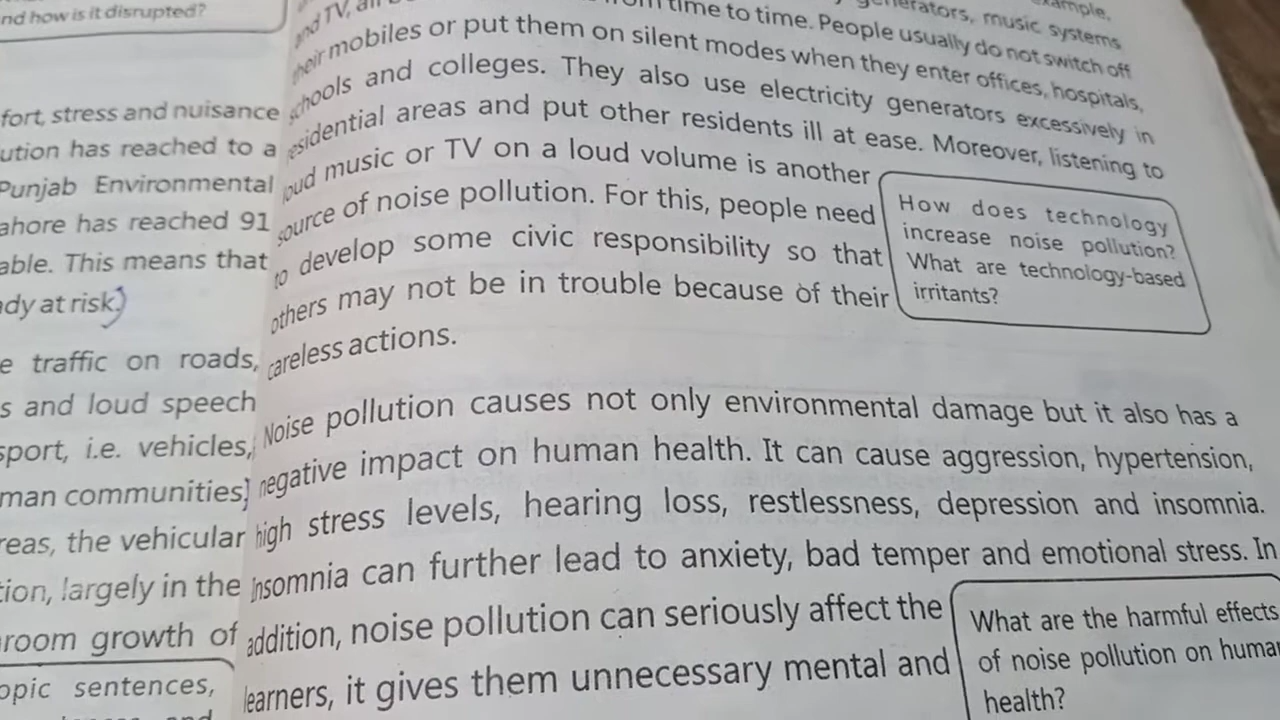 nd how is it disrupted?
fort, stress and nuisance
ution has reached to a
Punjab Environmental
ahore has reached 91
able. This means that
dy at risk.)
e traffic on roads,
s and loud speech
sport, i.e. vehicles,
man communities]
reas, the vehicular
tion, largely in the
room growth of
opic sentences,
and
example,
generators, music systems
and TV, all
from time to time. People usually do not switch off
their mobiles or put them on silent modes when they enter offices, hospitals,
schools and colleges. They also use electricity generators excessively in
residential areas and put other residents ill at ease. Moreover, listening to
loud music or TV on a loud volume is another
source of noise pollution. For this, people need
to develop some civic responsibility so that
others may not be in trouble because of their
careless actions.
How does technology
increase noise pollution?
What are technology-based
irritants?
Noise pollution causes not only environmental damage but it also has a
negative impact on human health. It can cause aggression, hypertension,
high stress levels, hearing loss, restlessness, depression and insomnia.
Insomnia can further lead to anxiety, bad temper and emotional stress. In
addition, noise pollution can seriously affect the
learners, it gives them unnecessary mental and
What are the harmful effects
of noise pollution on human
health?